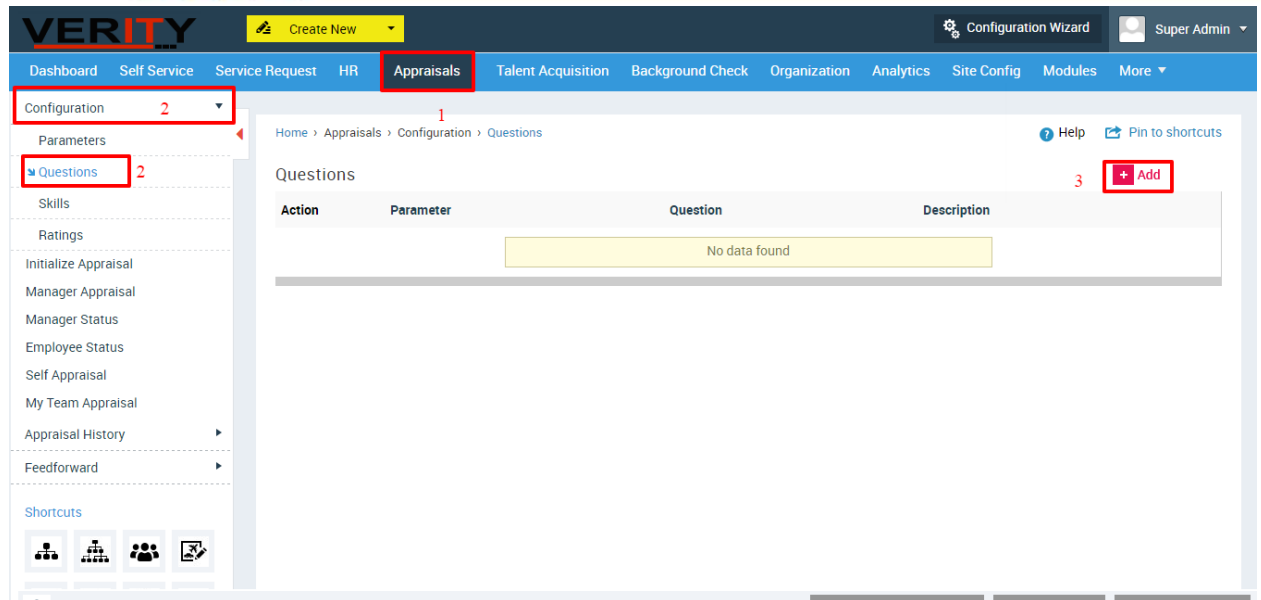 VERITY
Create New
Configuration Wizard
Super Admin
Dashboard Self Service Service Request HR Appraisals Talent Acquisition Background Check Organization Analytics Site Config Modules More
Configuration 2
1
Parameters
Home › Appraisals › Configuration › Questions
Help Pin to shortcuts
Questions 2
Questions
3 + Add
Skills
Action Parameter Question Description
Ratings
No data found
Initialize Appraisal
Manager Appraisal
Manager Status
Employee Status
Self Appraisal
My Team Appraisal
Appraisal History
Feedforward
Shortcuts